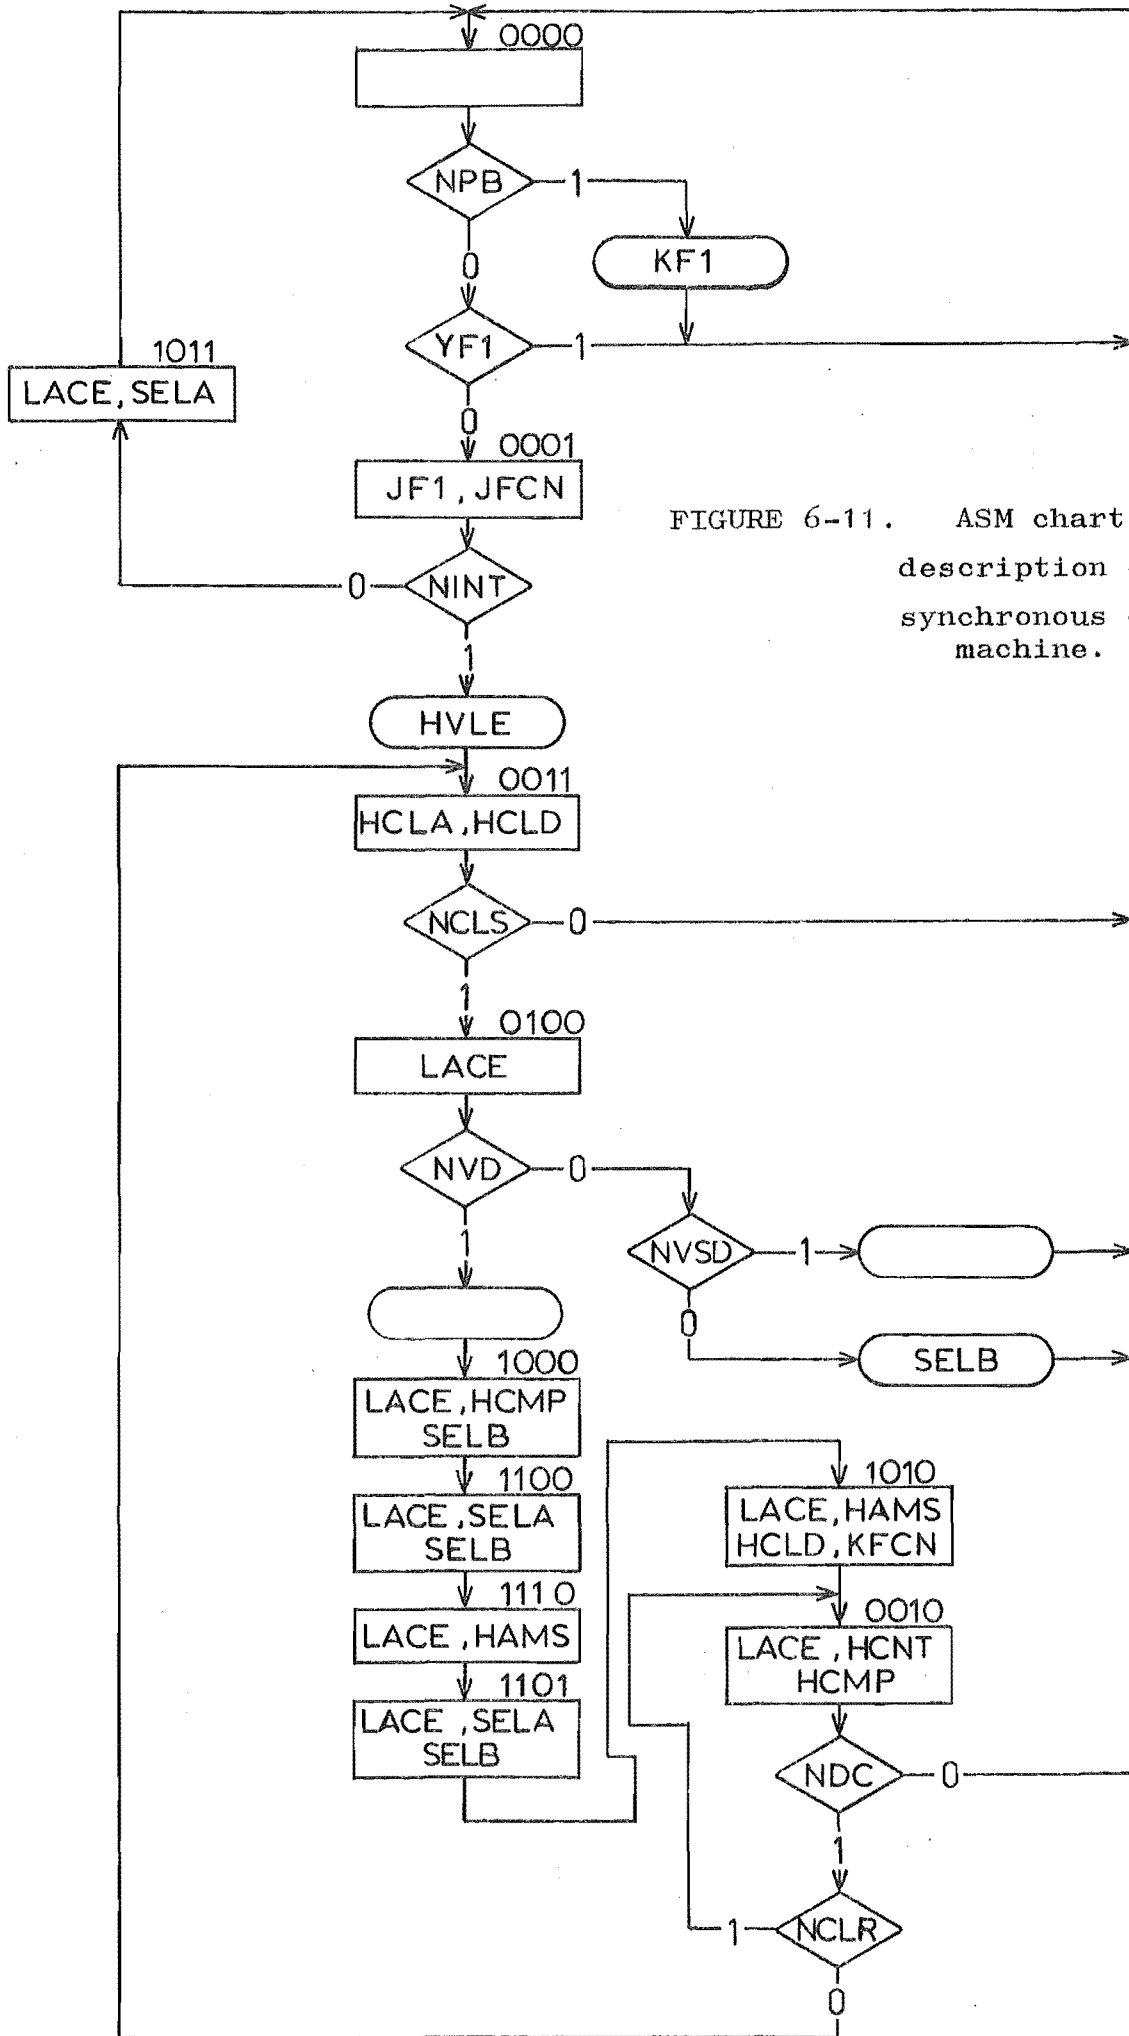 0000
NPB
1
KF1
0
YF1
1
1011
LACE, SELA
0
0001
JF1, JFCN
FIGURE 6-11. ASM chart
description
synchronous
machine.
0
NINT
1
HVLE
0011
HCLA, HCLD
NCLS
0
1
0100
LACE
NVD
0
1
NVSD
1
0
SELB
1000
LACE, HCMP
SELB
1100
LACE, SELA
SELB
1110
LACE, HAMS
1101
LACE, SELA
SELB
1010
LACE, HAMS
HCLD, KFCN
0010
LACE, HCNT
HCMP
NDC
0
1
1
NCLR
0